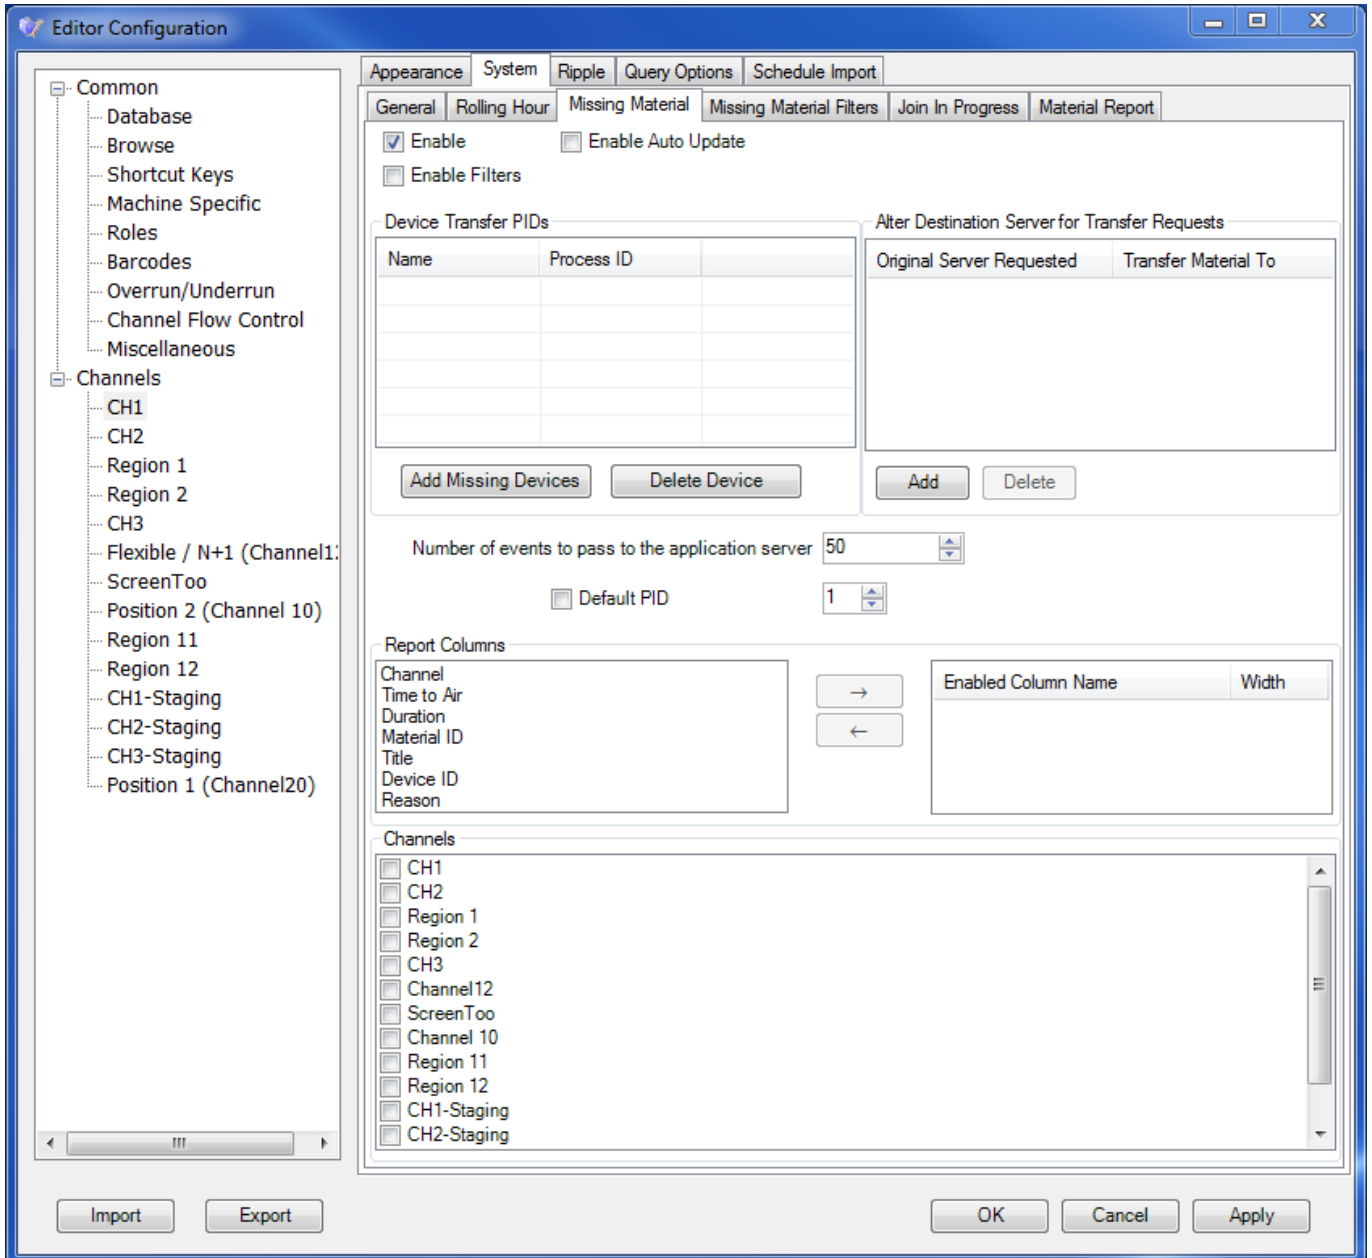 Editor Configuration
Common
Database
Browse
Shortcut Keys
Machine Specific
Roles
Barcodes
Overrun/Underrun
Channel Flow Control
Miscellaneous
Channels
CH1
CH2
Region 1
Region 2
CH3
Flexible / N+1 (Channel1
ScreenToo
Position 2 (Channel 10)
Region 11
Region 12
CH1-Staging
CH2-Staging
CH3-Staging
Position 1 (Channel20)
Appearance System Ripple Query Options Schedule Import
General Rolling Hour Missing Material Missing Material Filters Join In Progress Material Report
Enable Enable Auto Update
Enable Filters
Device Transfer PIDs
Name Process ID
Add Missing Devices Delete Device
Alter Destination Server for Transfer Requests
Original Server Requested Transfer Material To
Add Delete
Number of events to pass to the application server 50
Default PID 1
Report Columns
Channel
Time to Air
Duration
Material ID
Title
Device ID
Reason
→
←
Enabled Column Name Width
Channels
CH1
CH2
Region 1
Region 2
CH3
Channel12
ScreenToo
Channel 10
Region 11
Region 12
CH1-Staging
CH2-Staging
Import Export OK Cancel Apply